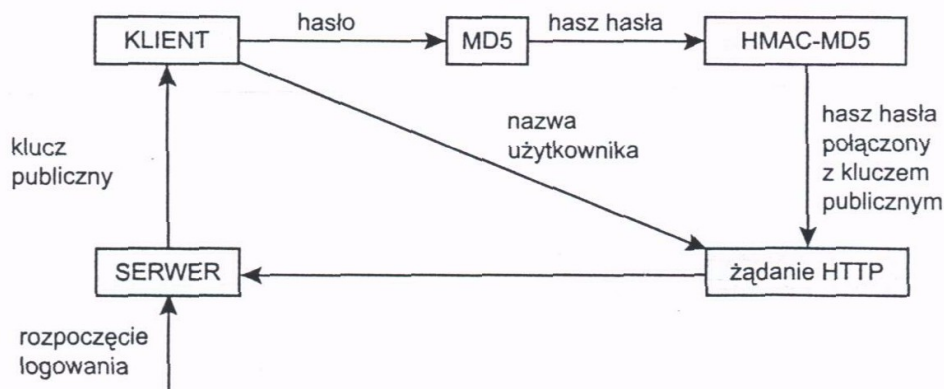 KLIENT
hasło
MD5
hasz hasła
HMAC-MD5
klucz
publiczny
nazwa
użytkownika
hasz hasła
połączony
z kluczem
publicznym
SERWER
żądanie HTTP
rozpoczęcie
logowania